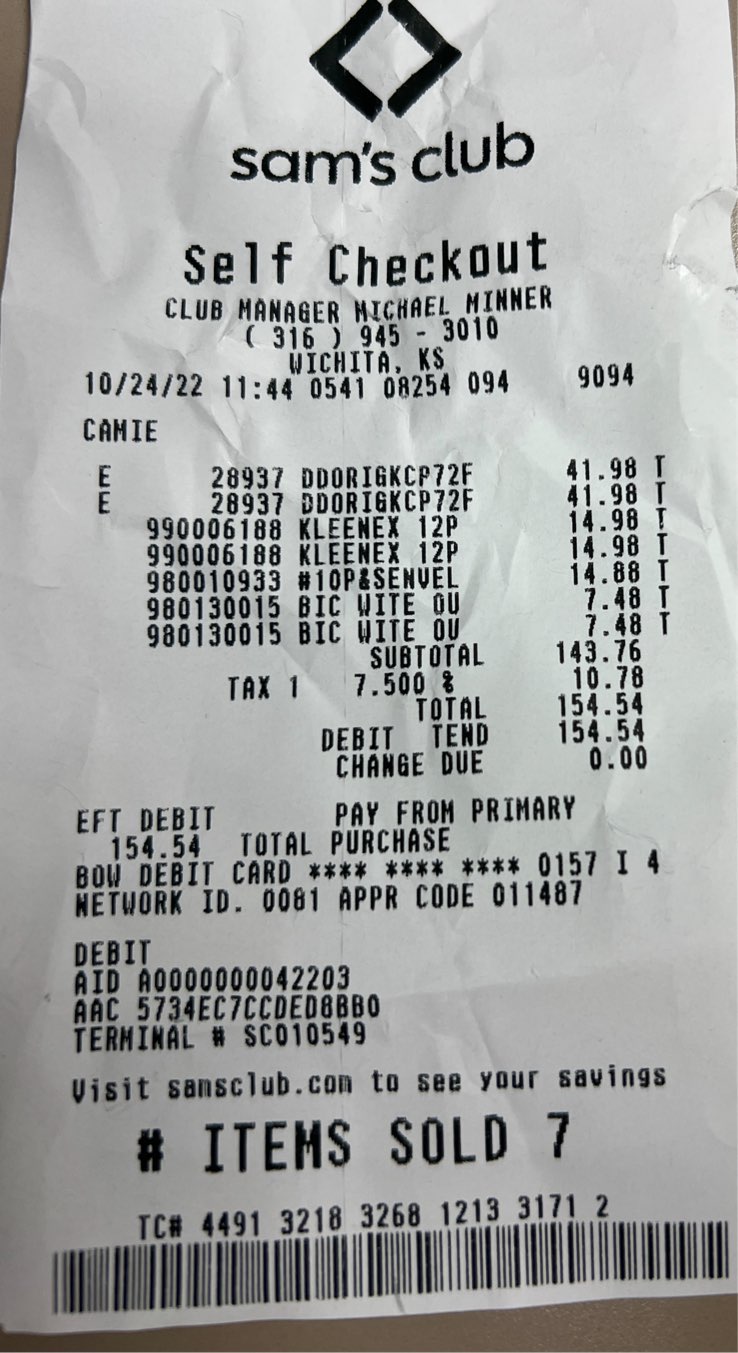 sam's club
Self Checkout
CLUB MANAGER MICHAEL MINNER
( 316 ) 945 - 3010
WICHITA, KS
10/24/22 11:44 0541 08254 094 9094
CAMIE
E 28937 DDORIGKCP72F 41.98 T
E 28937 DDORIGKCP72F 41.98 T
990006188 KLEENEX 12P 14.98 T
990006188 KLEENEX 12P 14.98 T
980010933 #10P&SENVEL 14.88 T
980130015 BIC WITE OU 7.48 T
980130015 BIC WITE OU 7.48 T
SUBTOTAL 143.76
TAX 1 7.500 % 10.78
TOTAL 154.54
DEBIT TEND 154.54
CHANGE DUE 0.00
EFT DEBIT PAY FROM PRIMARY
154.54 TOTAL PURCHASE
BOW DEBIT CARD **** **** **** 0157 I 4
NETWORK ID. 0081 APPR CODE 011487
DEBIT
AID A0000000042203
AAC 5734EC7CCDED8BB0
TERMINAL # SC010549
Visit samsclub.com to see your savings
# ITEMS SOLD 7
TC# 4491 3218 3268 1213 3171 2